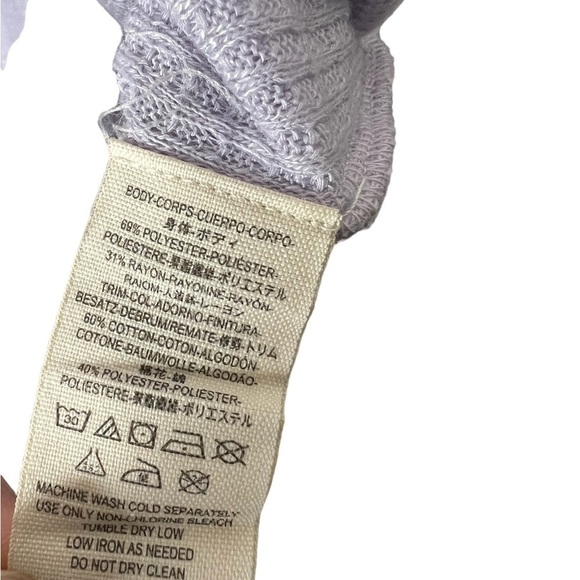 BODY-CORPS-CUERPO-CORPO-
身体-ボディ
69% POLYESTER-POLIESTER-
POLIESTERE-聚酯纖維-ポリエステル
31% RAYON-RAYONNE-RAYON-
RAION-人造絲-レーヨン
TRIM-COL-ADORNO-FINITURA-
BESATZ-DEBRUM/REMATE-修飾-トリム
60% COTTON-COTON-ALGODÓN-
COTONE-BAUMWOLLE-ALGODAO-
棉花-綿
40% POLYESTER-POLIESTER-
POLIESTERE-聚酯纖維-ポリエステル
30
MACHINE WASH COLD SEPARATELY
USE ONLY NON-CHLORINE BLEACH
TUMBLE DRY LOW
LOW IRON AS NEEDED
DO NOT DRY CLEAN